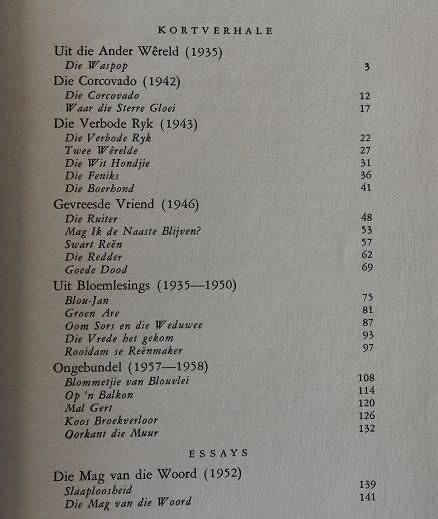 KORTVERHALE
Uit die Ander Wêreld (1935)
Die Waspop 3
Die Corcovado (1942)
Die Corcovado 12
Waar die Sterre Gloei 17
Die Verbode Ryk (1943)
Die Verbode Ryk 22
Twee Wêrelde 27
Die Wit Hondjie 31
Die Feniks 36
Die Boerhond 41
Gevreesde Vriend (1946)
Die Ruiter 48
Mag Ik de Naaste Blijven? 53
Swart Reën 57
Die Redder 62
Goede Dood 69
Uit Bloemlesings (1935—1950)
Blou-Jan 75
Groen Are 81
Oom Sors en die Weduwee 87
Die Vrede het gekom 93
Rooidam se Reënmaker 97
Ongebundel (1957—1958)
Blommetjie van Blouvlei 108
Op 'n Balkon 114
Mal Gert 120
Koos Broekverloor 126
Oorkant die Muur 132
ESSAYS
Die Mag van die Woord (1952)
Slaaploosheid 139
Die Mag van die Woord 141